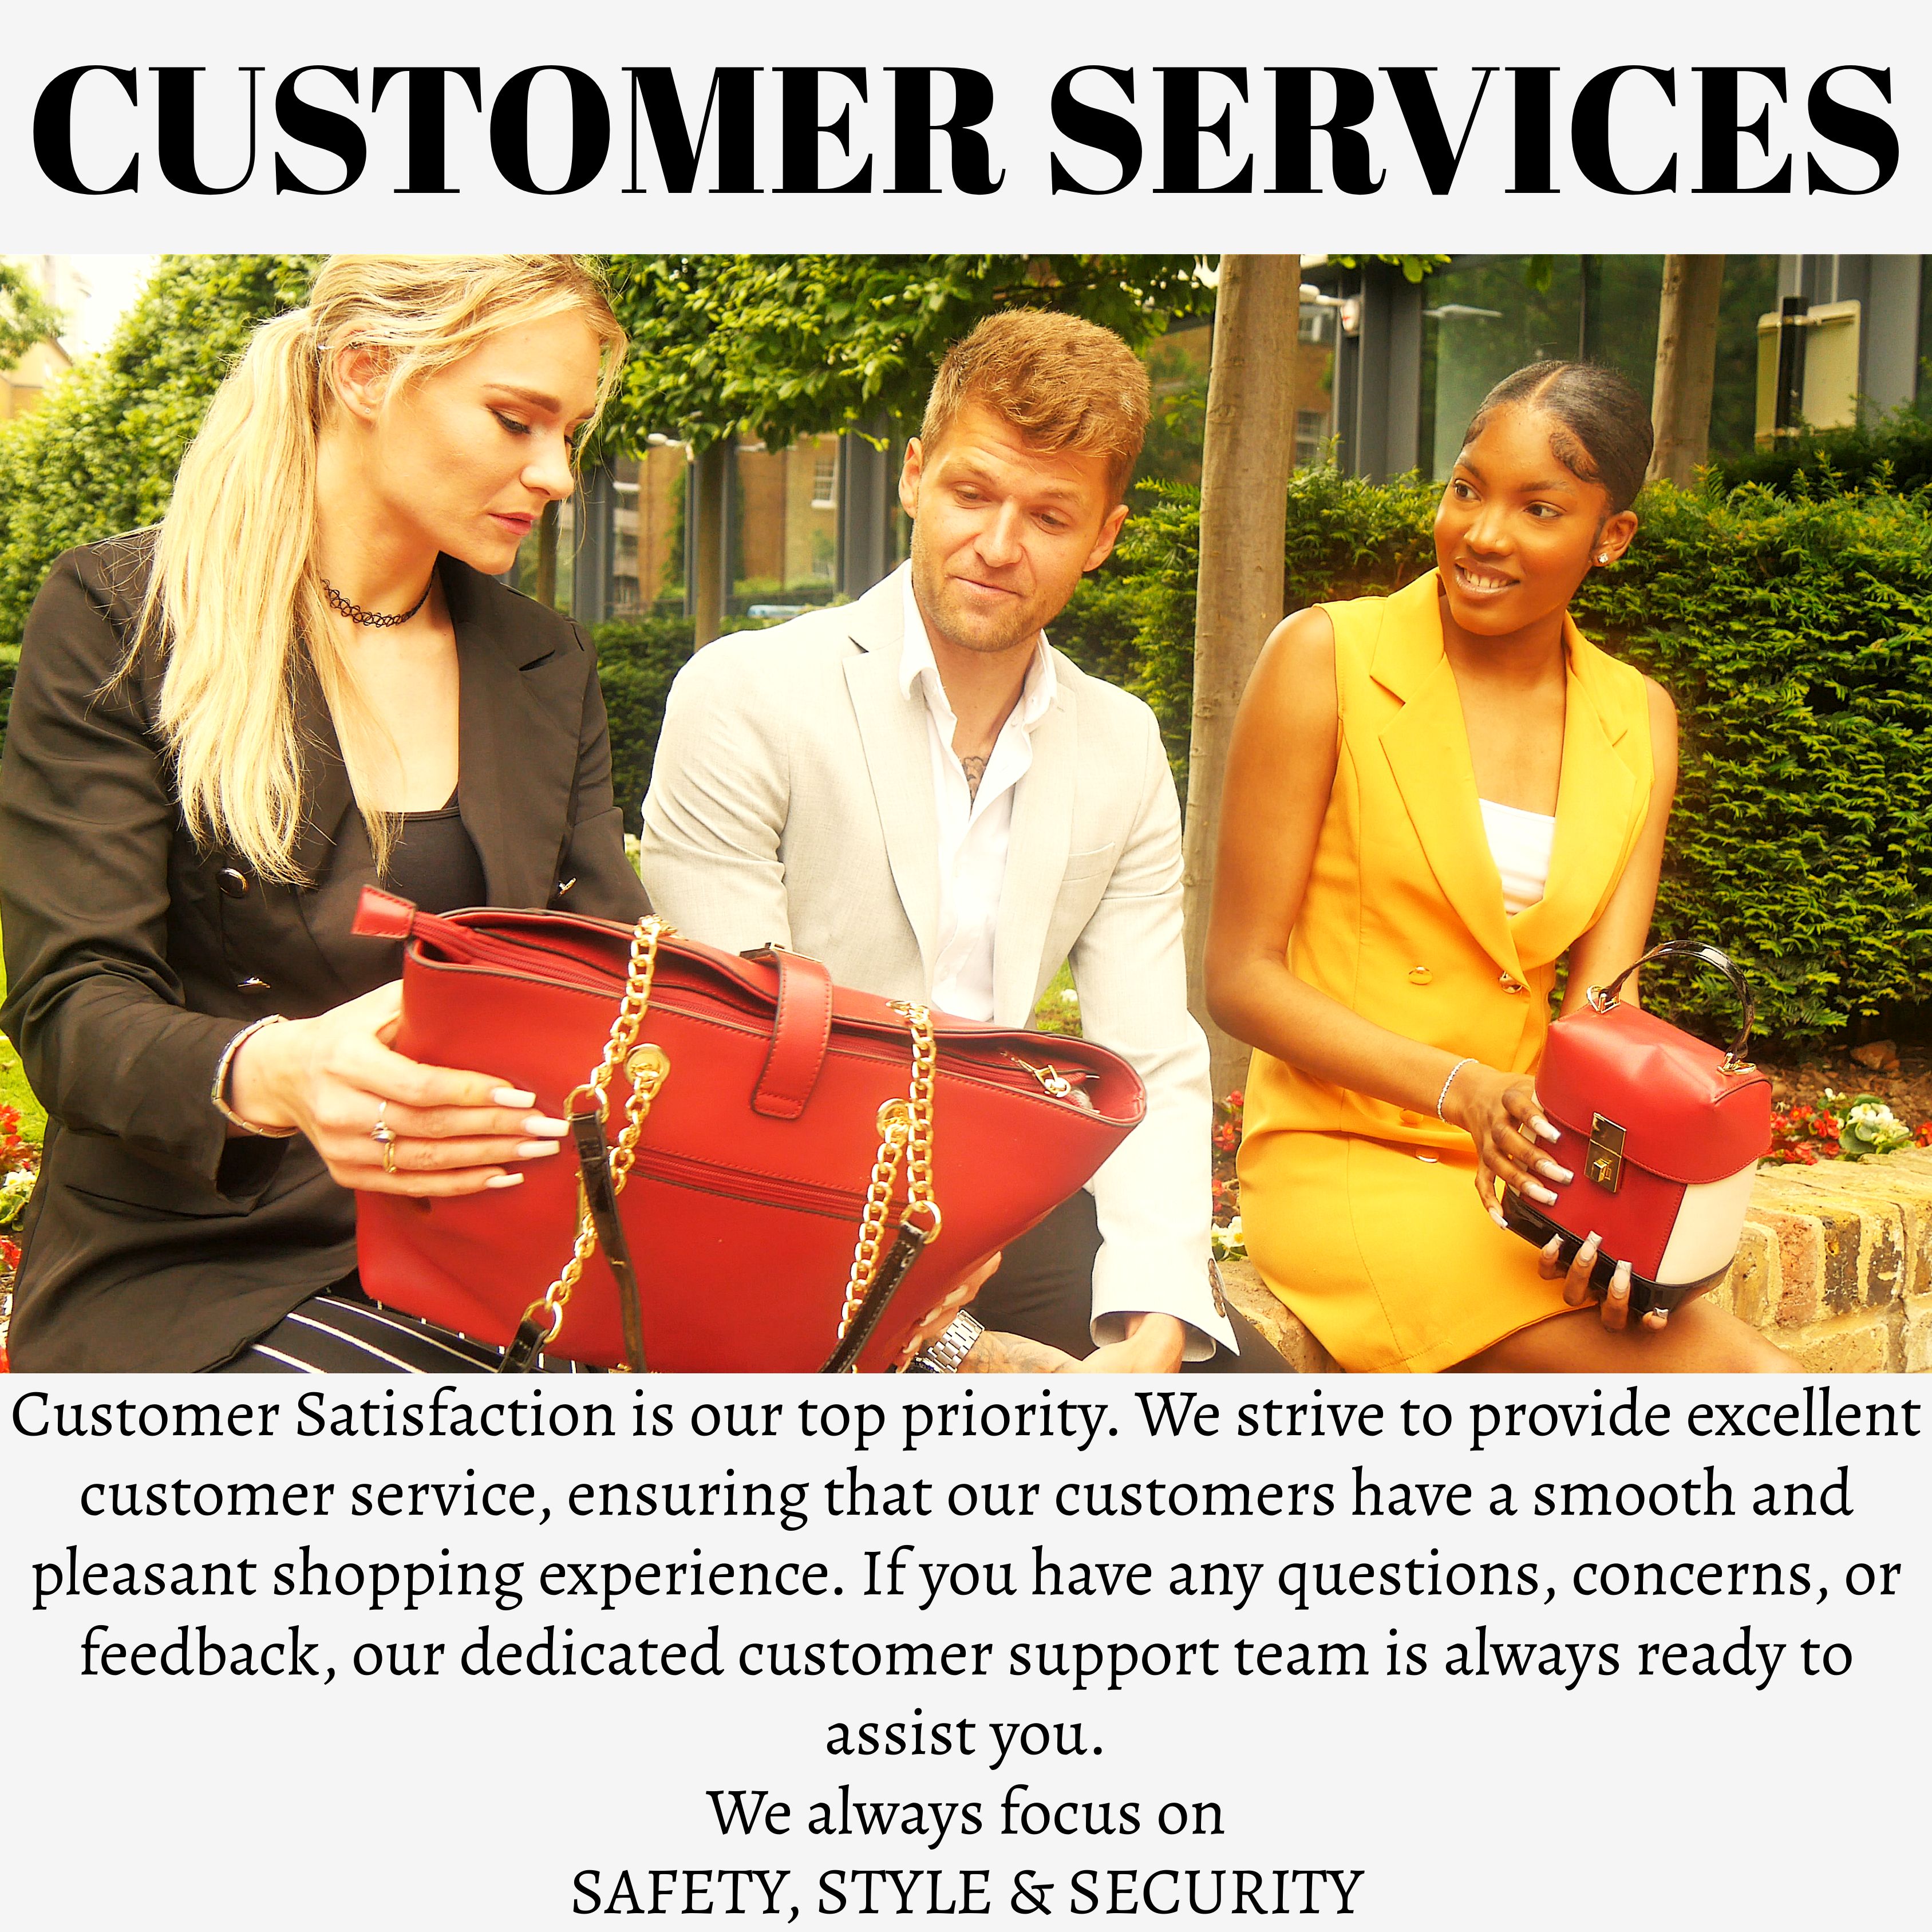 CUSTOMER SERVICES
Customer Satisfaction is our top priority. We strive to provide excellent
customer service, ensuring that our customers have a smooth and
pleasant shopping experience. If you have any questions, concerns, or
feedback, our dedicated customer support team is always ready to
assist you.
We always focus on
SAFETY, STYLE & SECURITY